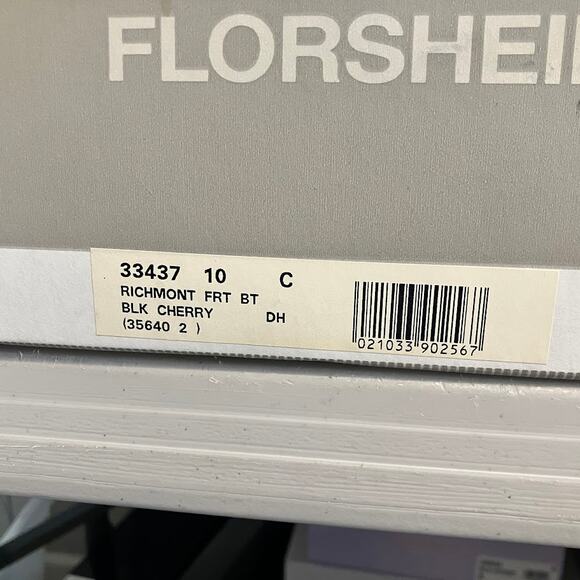 FLORSHEI
33437 10 C
RICHMONT FRT BT
BLK CHERRY DH
(35640 2 )
021033 902567